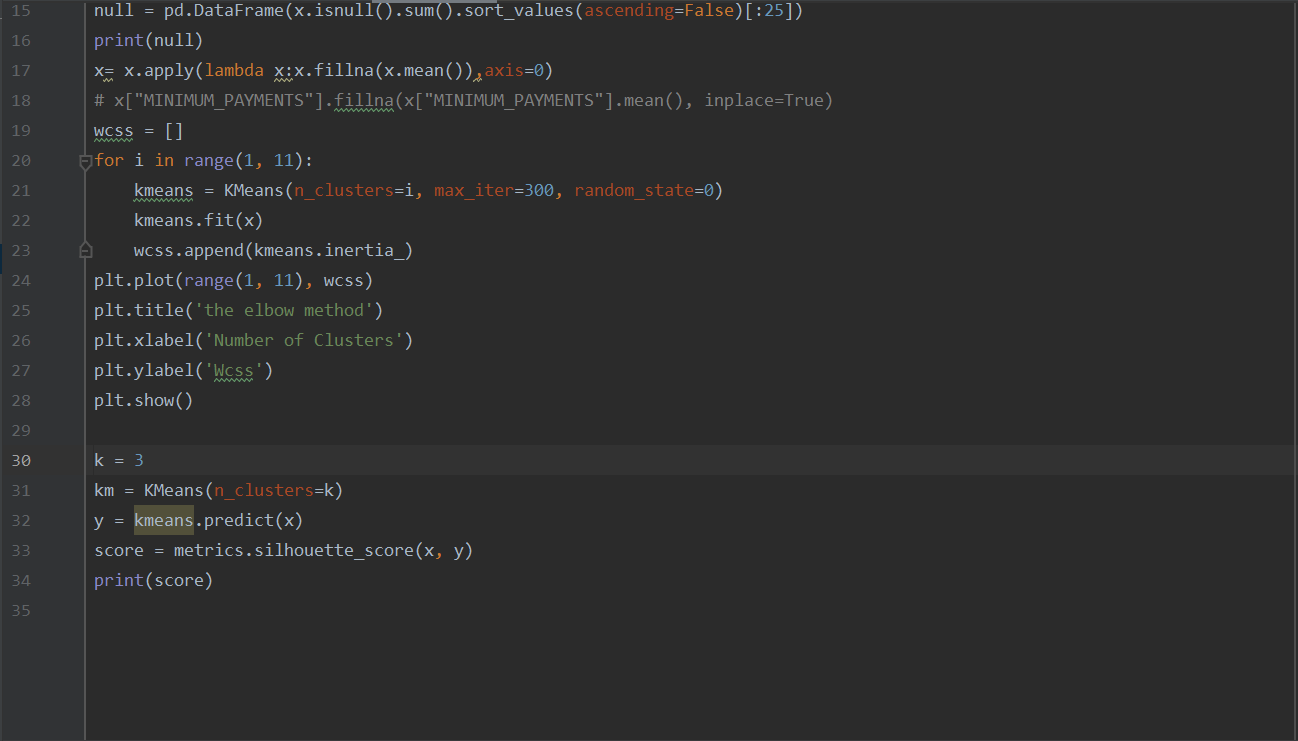 15 null = pd.DataFrame(x.isnull().sum().sort_values(ascending=False)[:25])
16 print(null)
17 x= x.apply(lambda x:x.fillna(x.mean()),axis=0)
18 # x["MINIMUM_PAYMENTS"].fillna(x["MINIMUM_PAYMENTS"].mean(), inplace=True)
19 wcss = []
20 for i in range(1, 11):
21     kmeans = KMeans(n_clusters=i, max_iter=300, random_state=0)
22     kmeans.fit(x)
23     wcss.append(kmeans.inertia_)
24 plt.plot(range(1, 11), wcss)
25 plt.title('the elbow method')
26 plt.xlabel('Number of Clusters')
27 plt.ylabel('Wcss')
28 plt.show()
29
30 k = 3
31 km = KMeans(n_clusters=k)
32 y = kmeans.predict(x)
33 score = metrics.silhouette_score(x, y)
34 print(score)
35